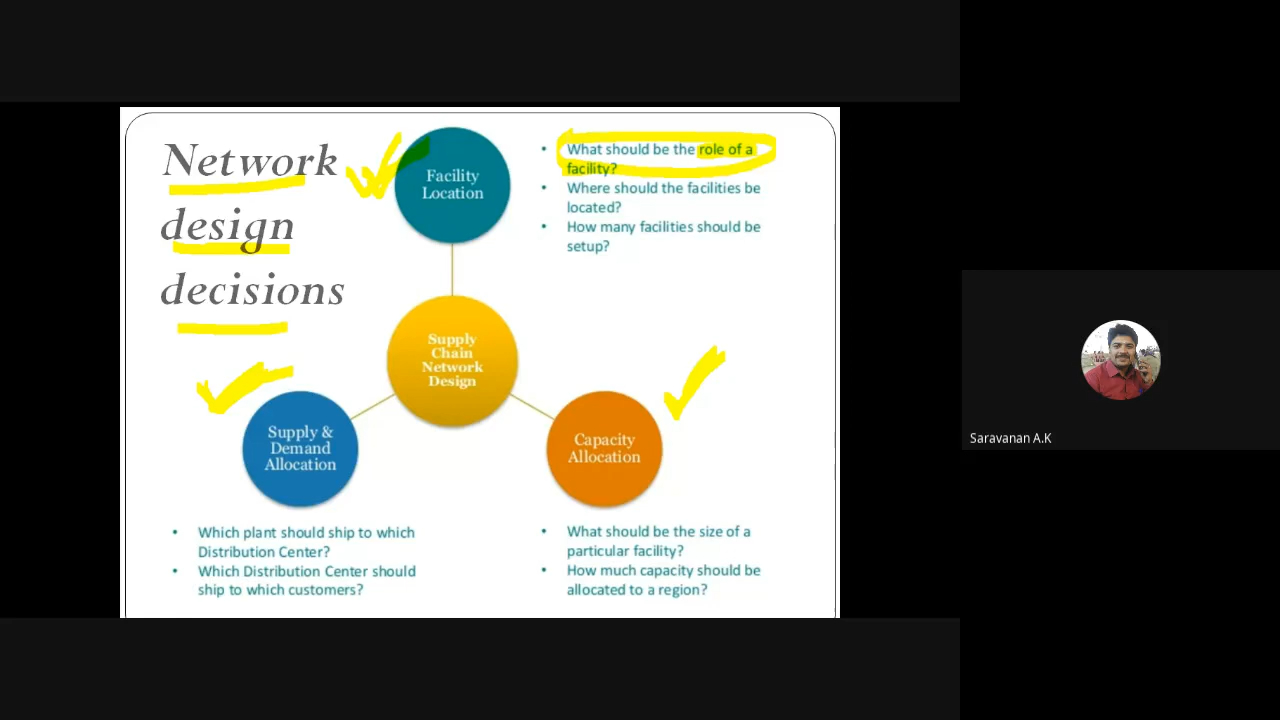 Network
design
decisions
Facility
Location
• What should be the role of a
facility?
• Where should the facilities be
located?
• How many facilities should be
setup?
Supply
Chain
Network
Design
Supply &
Demand
Allocation
Capacity
Allocation
• Which plant should ship to which
Distribution Center?
• Which Distribution Center should
ship to which customers?
• What should be the size of a
particular facility?
• How much capacity should be
allocated to a region?
Saravanan A.K